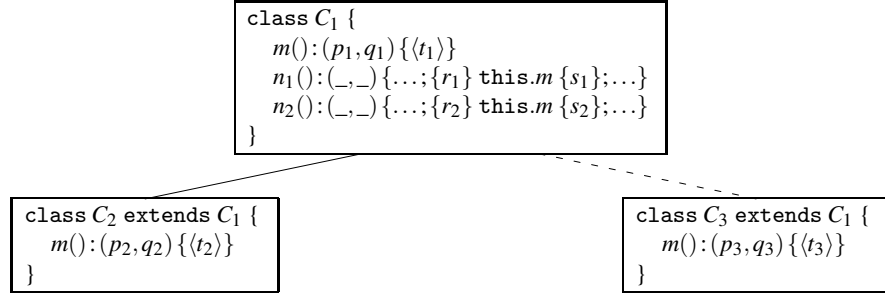 class C₁ {
m():(p₁,q₁){⟨t₁⟩}
n₁():(_,_){...;{r₁} this.m {s₁};...}
n₂():(_,_){...;{r₂} this.m {s₂};...}
}
class C₂ extends C₁ {
m():(p₂,q₂){⟨t₂⟩}
}
class C₃ extends C₁ {
m():(p₃,q₃){⟨t₃⟩}
}